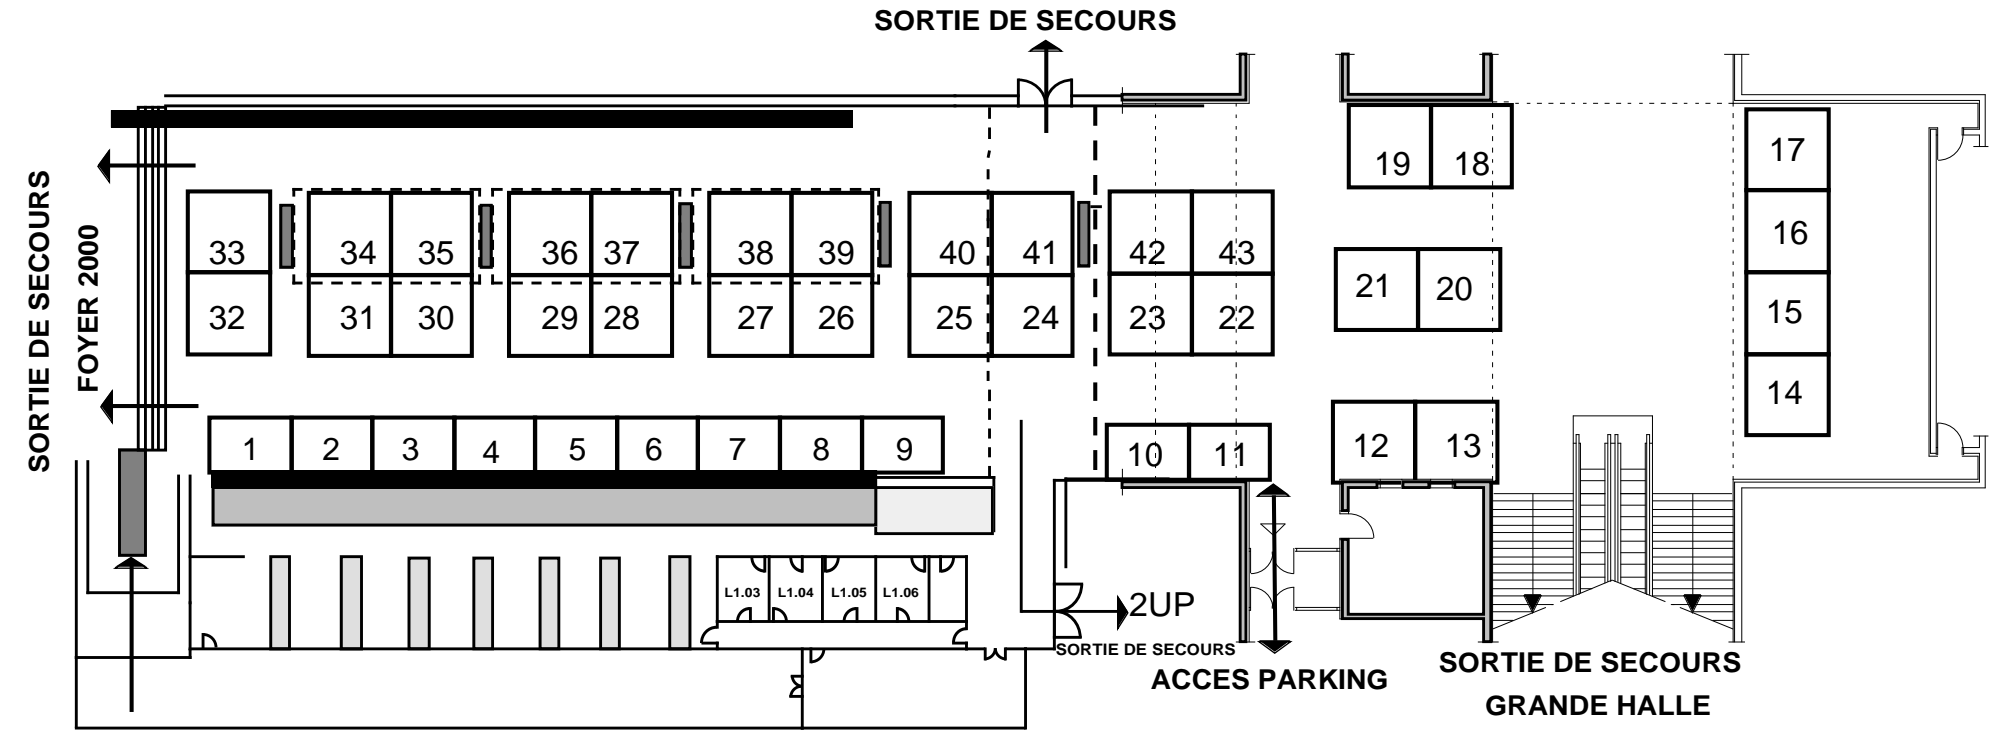 SORTIE DE SECOURS
SORTIE DE SECOURS
FOYER 2000
19 18
17
33 34 35 36 37 38 39 40 41 42 43
16
21 20
32 31 30 29 28 27 26 25 24 23 22
15
14
1 2 3 4 5 6 7 8 9 10 11 12 13
L1.03 L1.04 L1.05 L1.06
2UP
SORTIE DE SECOURS
ACCES PARKING
SORTIE DE SECOURS
GRANDE HALLE